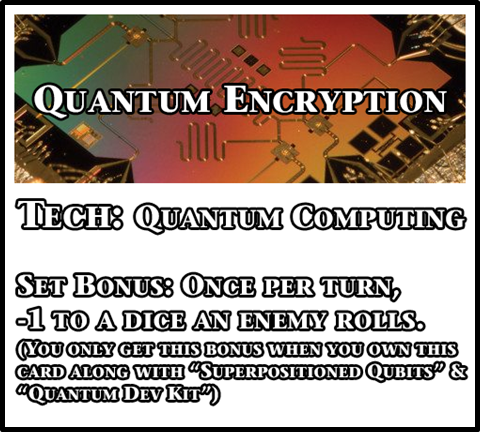 Quantum Encryption
Tech: Quantum Computing
Set Bonus: Once per turn,
-1 to a dice an enemy rolls.
(You only get this bonus when you own this
card along with "Superpositioned Qubits" &
"Quantum Dev Kit")